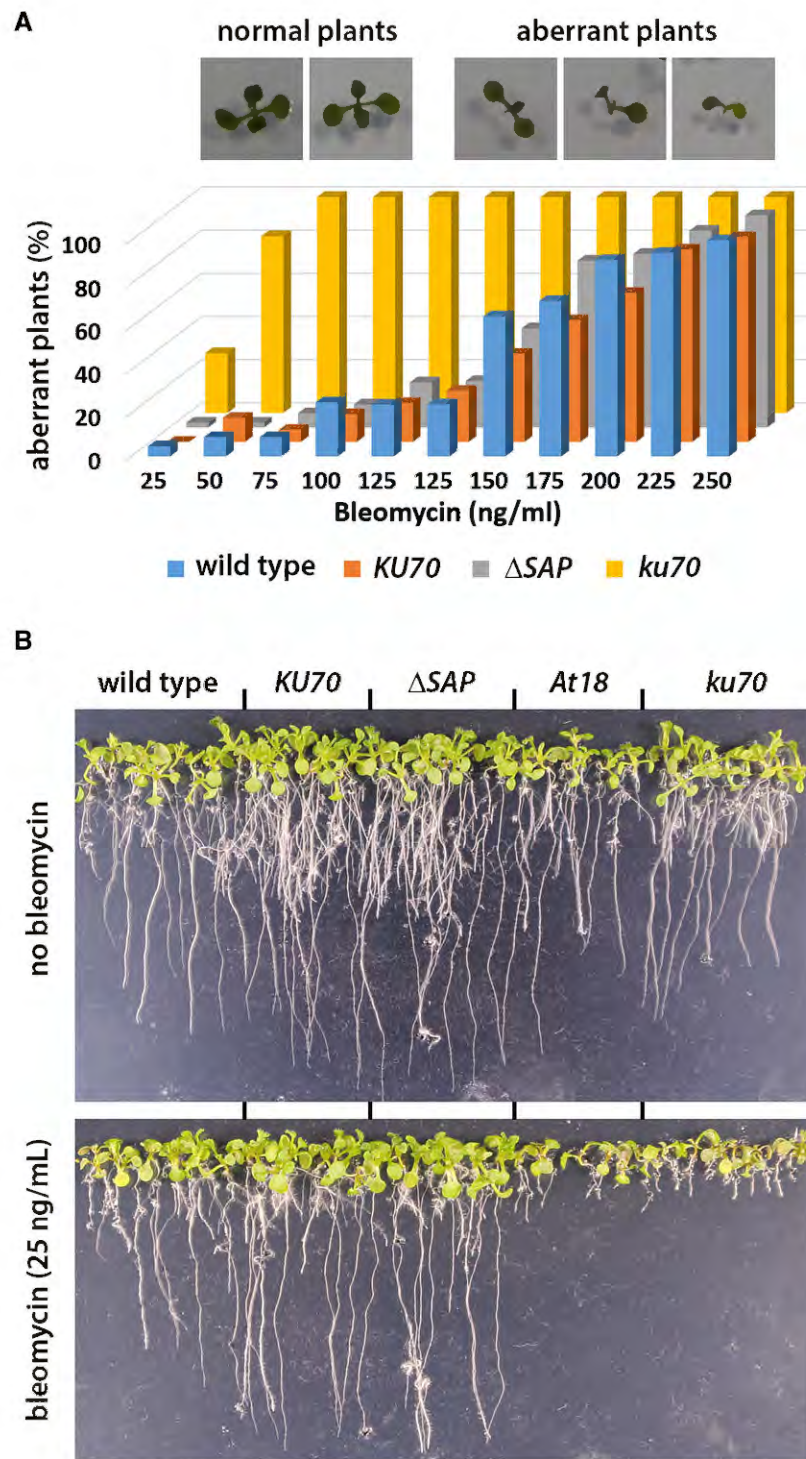 A
normal plants aberrant plants
aberrant plants (%)
100
80
60
40
20
0
25 50 75 100 125 125 150 175 200 225 250
Bleomycin (ng/ml)
wild type KU70 ΔSAP ku70
B
wild type KU70 ΔSAP At18 ku70
no bleomycin
bleomycin (25 ng/mL)